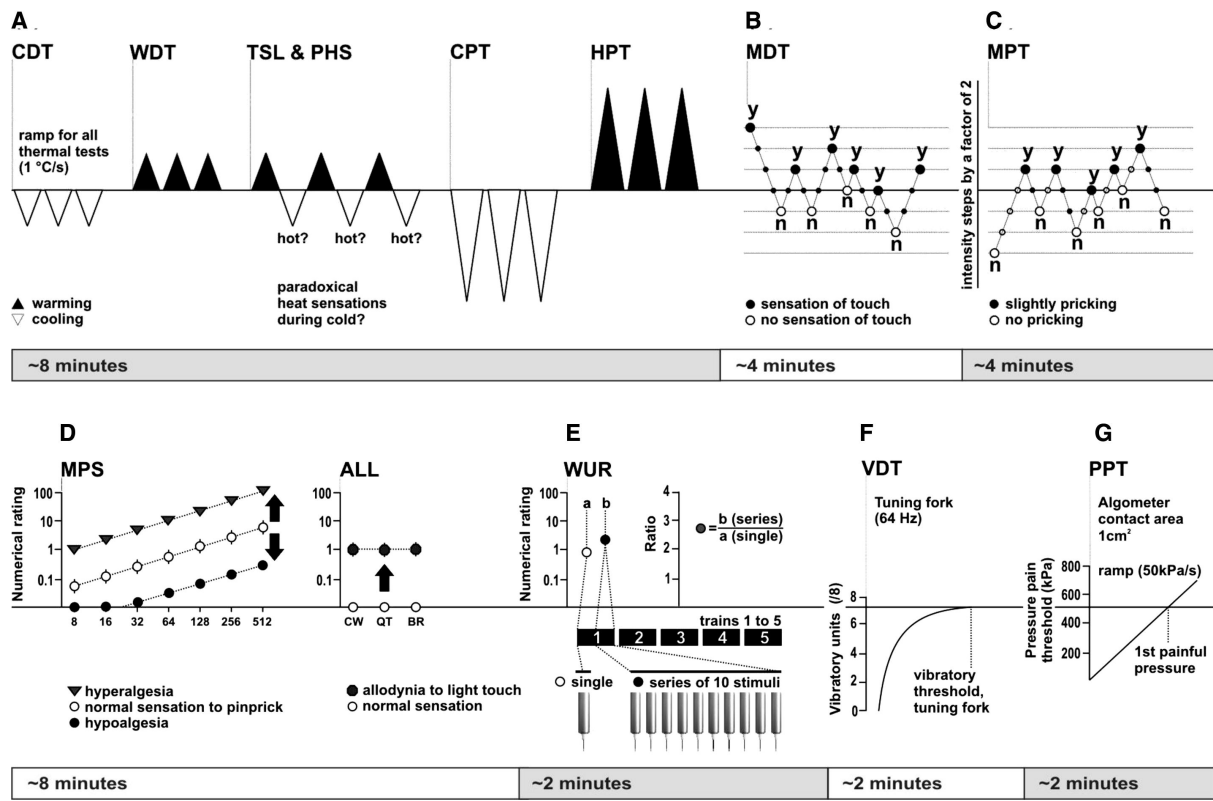 A
CDT
WDT
TSL & PHS
CPT
HPT
ramp for all
thermal tests
(1 °C/s)
hot?
hot?
hot?
paradoxical
heat sensations
during cold?
▲ warming
▽ cooling
B
MDT
y
y
y
y
y
y
n
n
n
n
n
● sensation of touch
○ no sensation of touch
C
MPT
intensity steps by a factor of 2
y
y
y
y
y
n
n
n
n
n
n
● slightly pricking
○ no pricking
~8 minutes
~4 minutes
~4 minutes
D
MPS
Numerical rating
100
10
1
0.1
8
16
32
64
128
256
512
▼ hyperalgesia
○ normal sensation to pinprick
● hypoalgesia
ALL
Numerical rating
100
10
1
0.1
CW
QT
BR
● allodynia to light touch
○ normal sensation
E
WUR
Numerical rating
100
10
1
0.1
a
b
Ratio
4
3
2
1
= b (series)
a (single)
trains 1 to 5
1
2
3
4
5
○ single
● series of 10 stimuli
F
VDT
Tuning fork
(64 Hz)
Vibratory units (/8)
8
6
4
2
0
vibratory
threshold,
tuning fork
G
PPT
Algometer
contact area
1cm²
ramp (50kPa/s)
Pressure pain
threshold (kPa)
800
600
400
200
1st painful
pressure
~8 minutes
~2 minutes
~2 minutes
~2 minutes